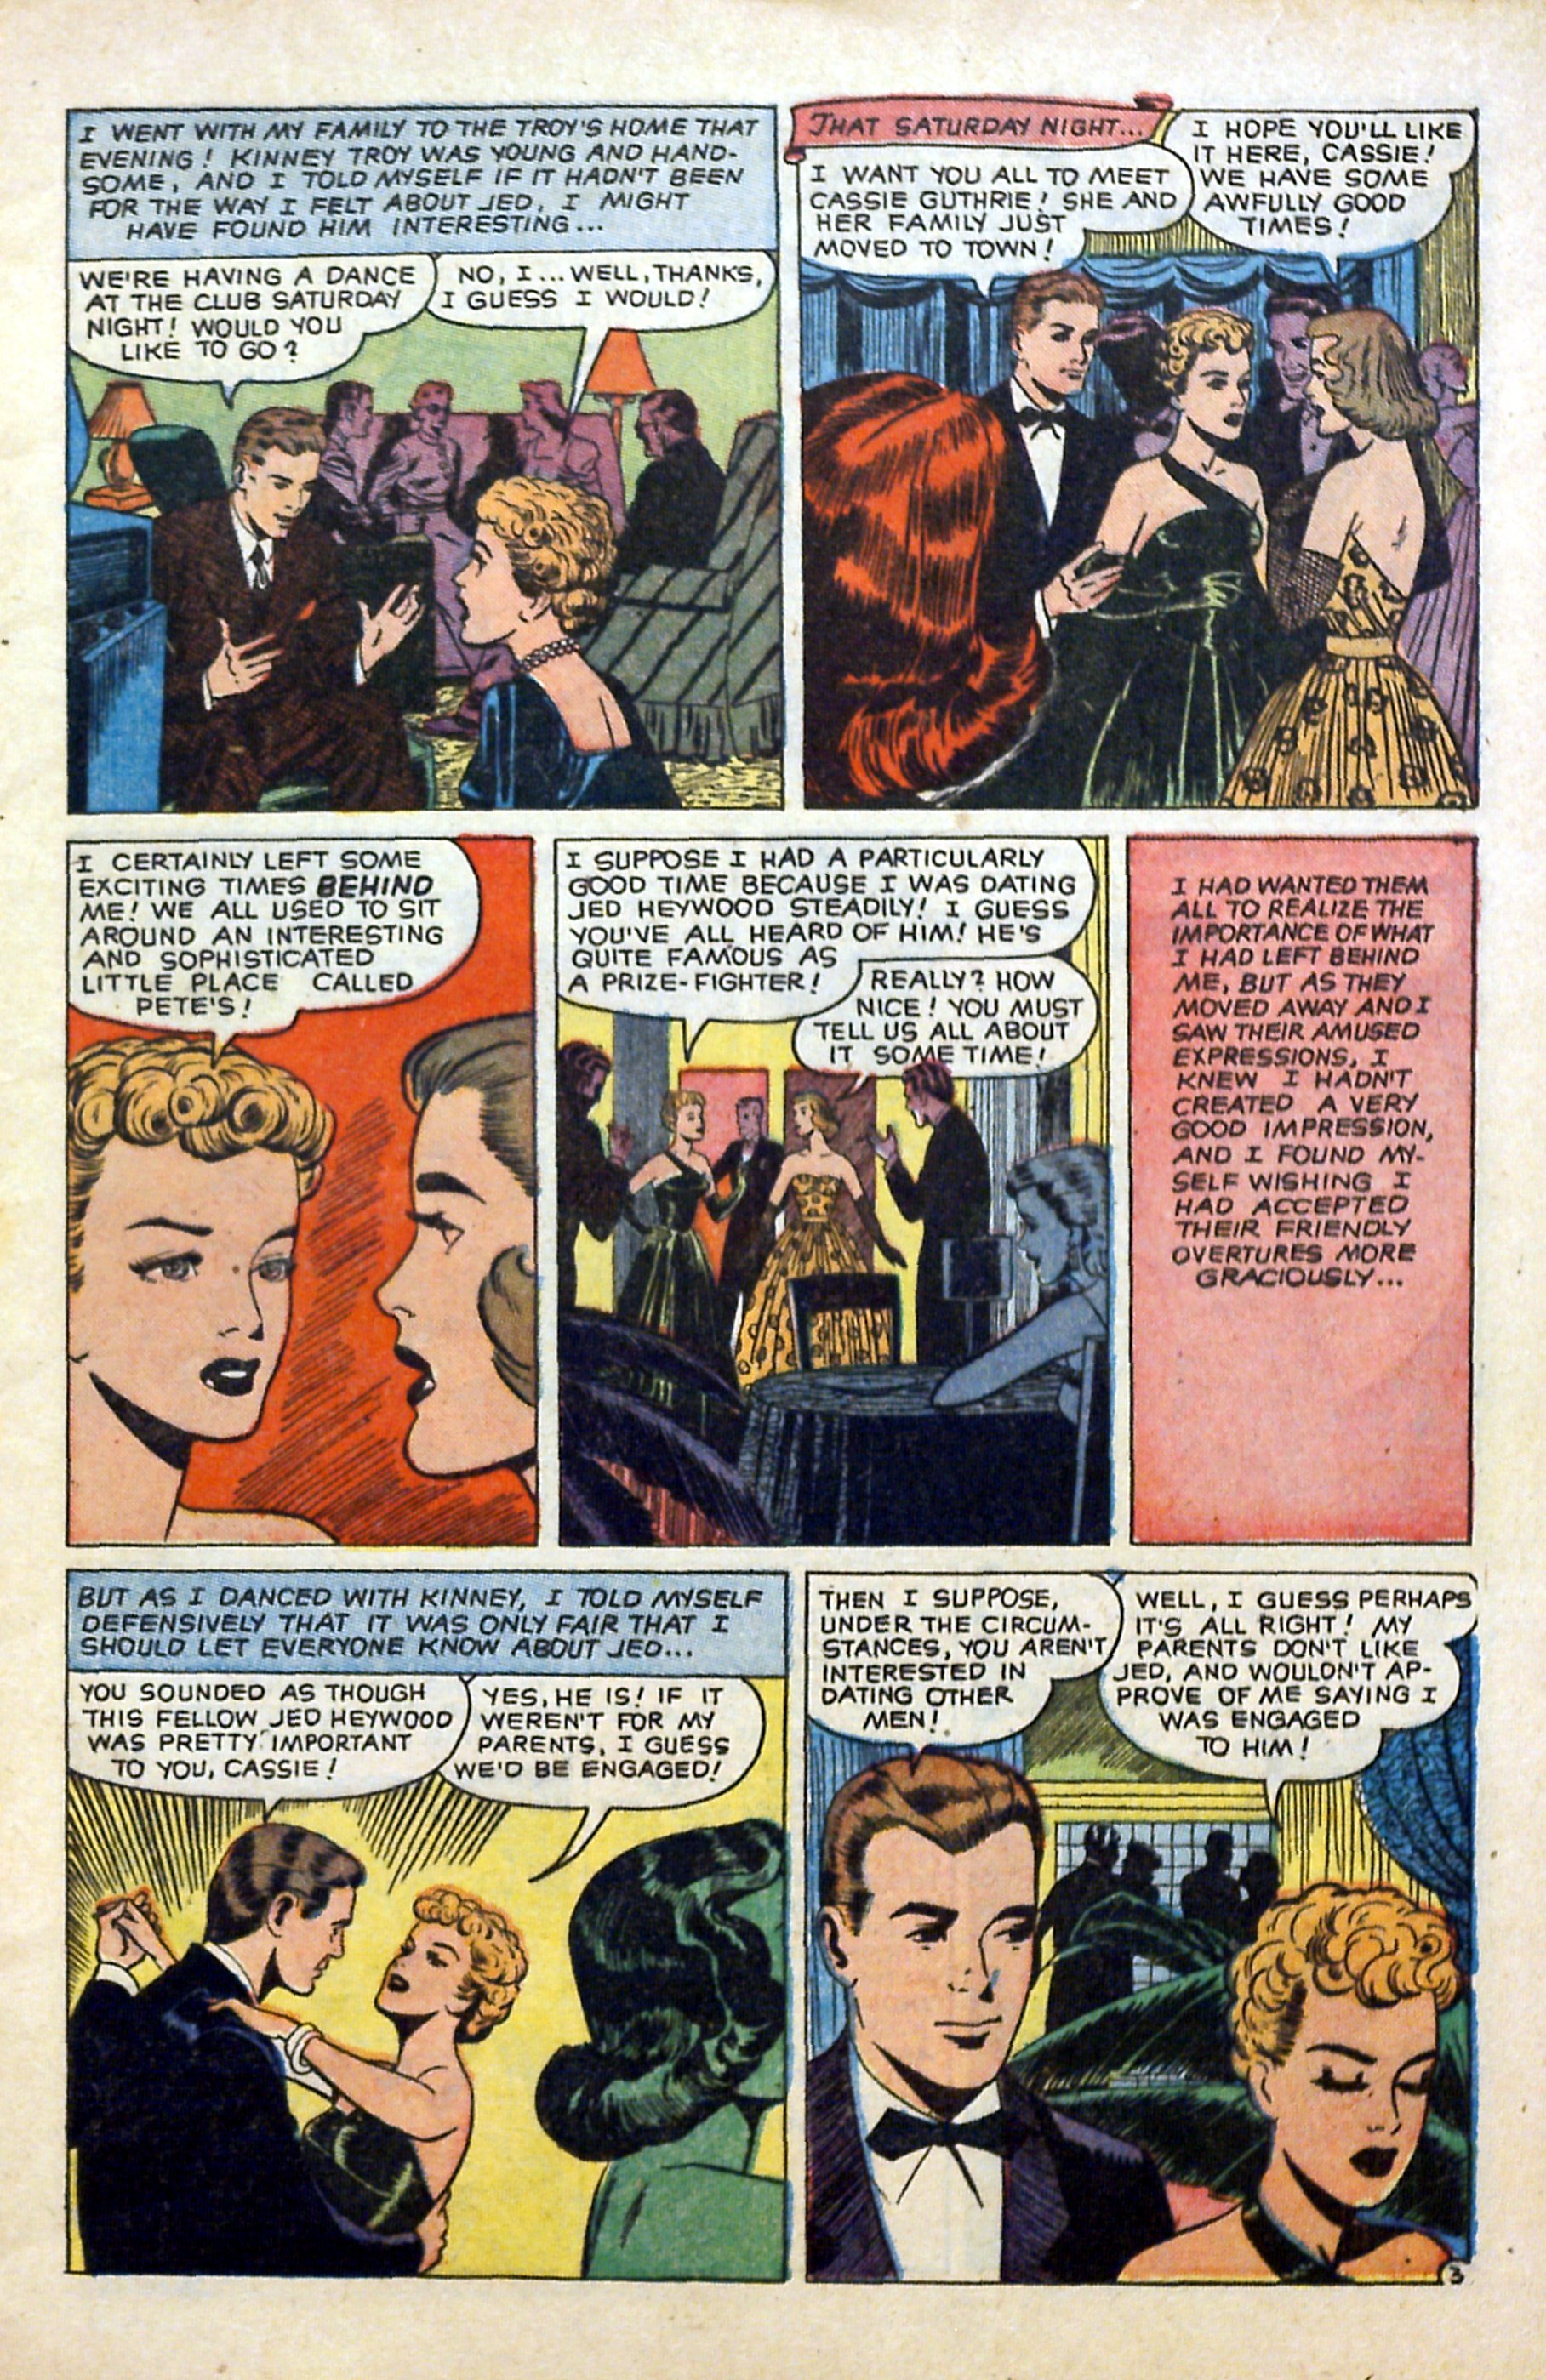 I WENT WITH MY FAMILY TO THE TROY'S HOME THAT
EVENING! KINNEY TROY WAS YOUNG AND HAND-
SOME, AND I TOLD MYSELF IF IT HADN'T BEEN
FOR THE WAY I FELT ABOUT JED, I MIGHT
HAVE FOUND HIM INTERESTING...
WE'RE HAVING A DANCE
AT THE CLUB SATURDAY
NIGHT! WOULD YOU
LIKE TO GO?
NO, I... WELL, THANKS,
I GUESS I WOULD!
THAT SATURDAY NIGHT...
I WANT YOU ALL TO MEET
CASSIE GUTHRIE! SHE AND
HER FAMILY JUST
MOVED TO TOWN!
I HOPE YOU'LL LIKE
IT HERE, CASSIE!
WE HAVE SOME
AWFULLY GOOD
TIMES!
I CERTAINLY LEFT SOME
EXCITING TIMES BEHIND
ME! WE ALL USED TO SIT
AROUND AN INTERESTING
AND SOPHISTICATED
LITTLE PLACE CALLED
PETE'S!
I SUPPOSE I HAD A PARTICULARLY
GOOD TIME BECAUSE I WAS DATING
JED HEYWOOD STEADILY! I GUESS
YOU'VE ALL HEARD OF HIM! HE'S
QUITE FAMOUS AS
A PRIZE-FIGHTER!
REALLY? HOW
NICE! YOU MUST
TELL US ALL ABOUT
IT SOME TIME!
I HAD WANTED THEM
ALL TO REALIZE THE
IMPORTANCE OF WHAT
I HAD LEFT BEHIND
ME, BUT AS THEY
MOVED AWAY AND I
SAW THEIR AMUSED
EXPRESSIONS, I
KNEW I HADN'T
CREATED A VERY
GOOD IMPRESSION,
AND I FOUND MY-
SELF WISHING I
HAD ACCEPTED
THEIR FRIENDLY
OVERTURES MORE
GRACIOUSLY...
BUT AS I DANCED WITH KINNEY, I TOLD MYSELF
DEFENSIVELY THAT IT WAS ONLY FAIR THAT I
SHOULD LET EVERYONE KNOW ABOUT JED...
YOU SOUNDED AS THOUGH
THIS FELLOW JED HEYWOOD
WAS PRETTY IMPORTANT
TO YOU, CASSIE!
YES, HE IS! IF IT
WEREN'T FOR MY
PARENTS, I GUESS
WE'D BE ENGAGED!
THEN I SUPPOSE,
UNDER THE CIRCUM-
STANCES, YOU AREN'T
INTERESTED IN
DATING OTHER
MEN!
WELL, I GUESS PERHAPS
IT'S ALL RIGHT! MY
PARENTS DON'T LIKE
JED, AND WOULDN'T AP-
PROVE OF ME SAYING I
WAS ENGAGED
TO HIM!
3